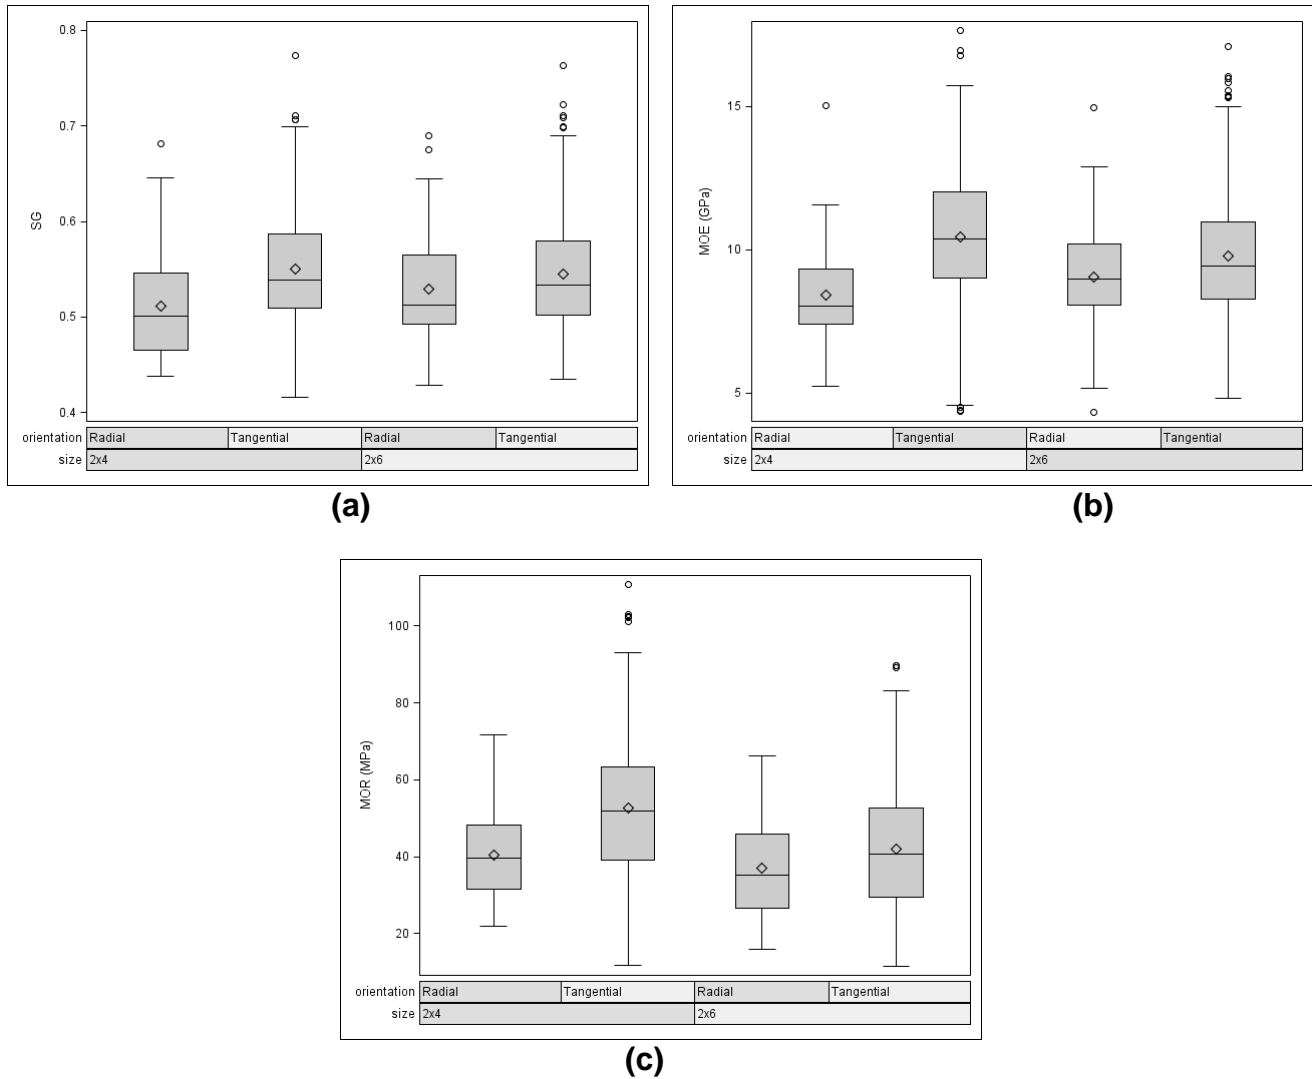 0.8
0.7
0.6
0.5
0.4
SG
orientation Radial Tangential Radial Tangential
size 2x4 2x6
(a)
15
10
5
MOE (GPa)
orientation Radial Tangential Radial Tangential
size 2x4 2x6
(b)
100
80
60
40
20
MOR (MPa)
orientation Radial Tangential Radial Tangential
size 2x4 2x6
(c)